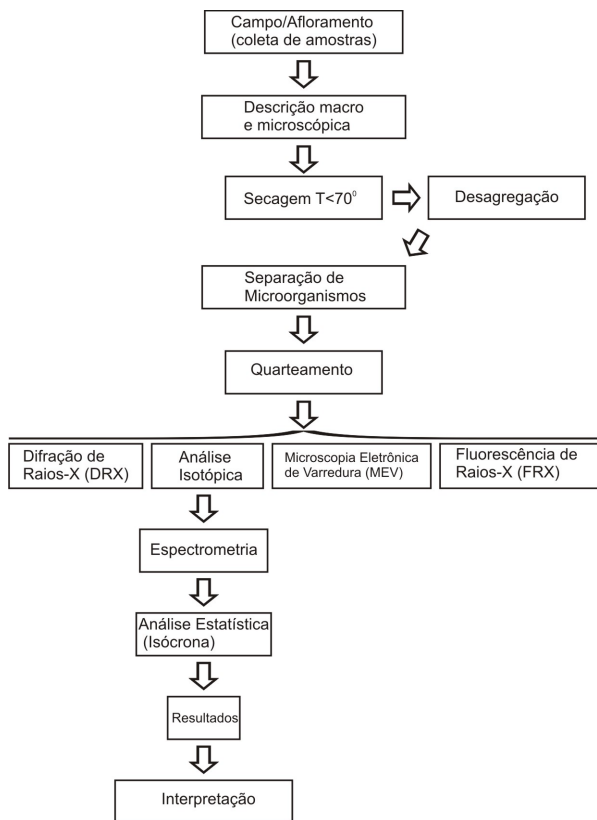 Campo/Afloramento
(coleta de amostras)
Descrição macro
e microscópica
Secagem T<70⁰
Desagregação
Separação de
Microorganismos
Quarteamento
Difração de
Raios-X (DRX)
Análise
Isotópica
Microscopia Eletrônica
de Varredura (MEV)
Fluorescência de
Raios-X (FRX)
Espectrometria
Análise Estatística
(Isócrona)
Resultados
Interpretação